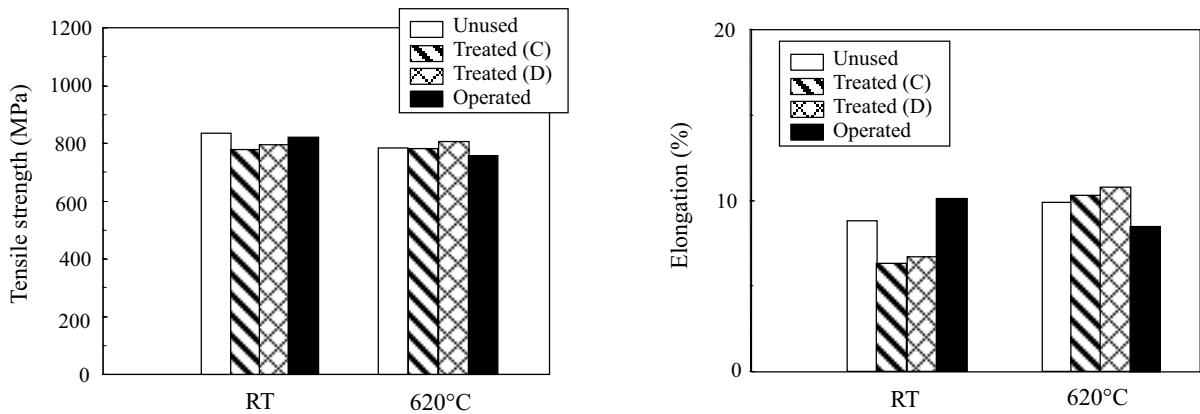 Tensile strength (MPa)
1200
1000
800
600
400
200
0
Unused
Treated (C)
Treated (D)
Operated
RT
620°C
Elongation (%)
20
10
0
Unused
Treated (C)
Treated (D)
Operated
RT
620°C